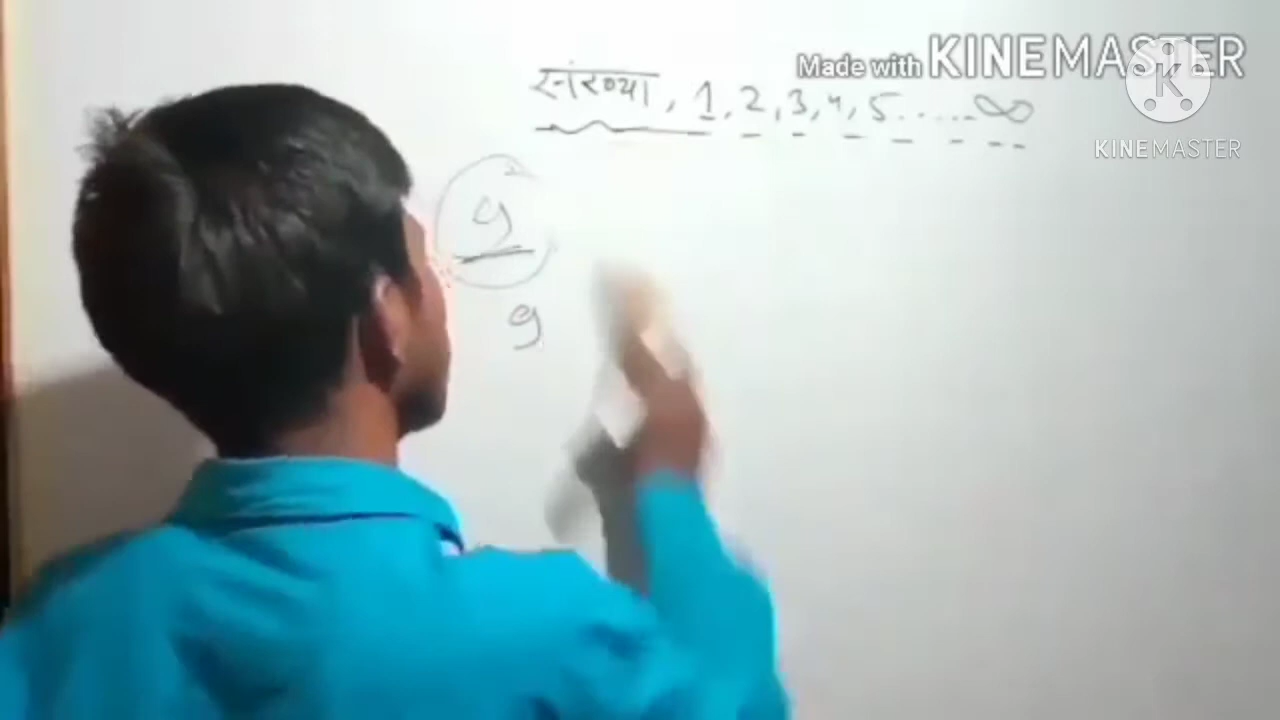 Made with KINEMASTER
K
KINEMASTER
संख्या, 1, 2, 3, 4, 5......∞
9
9